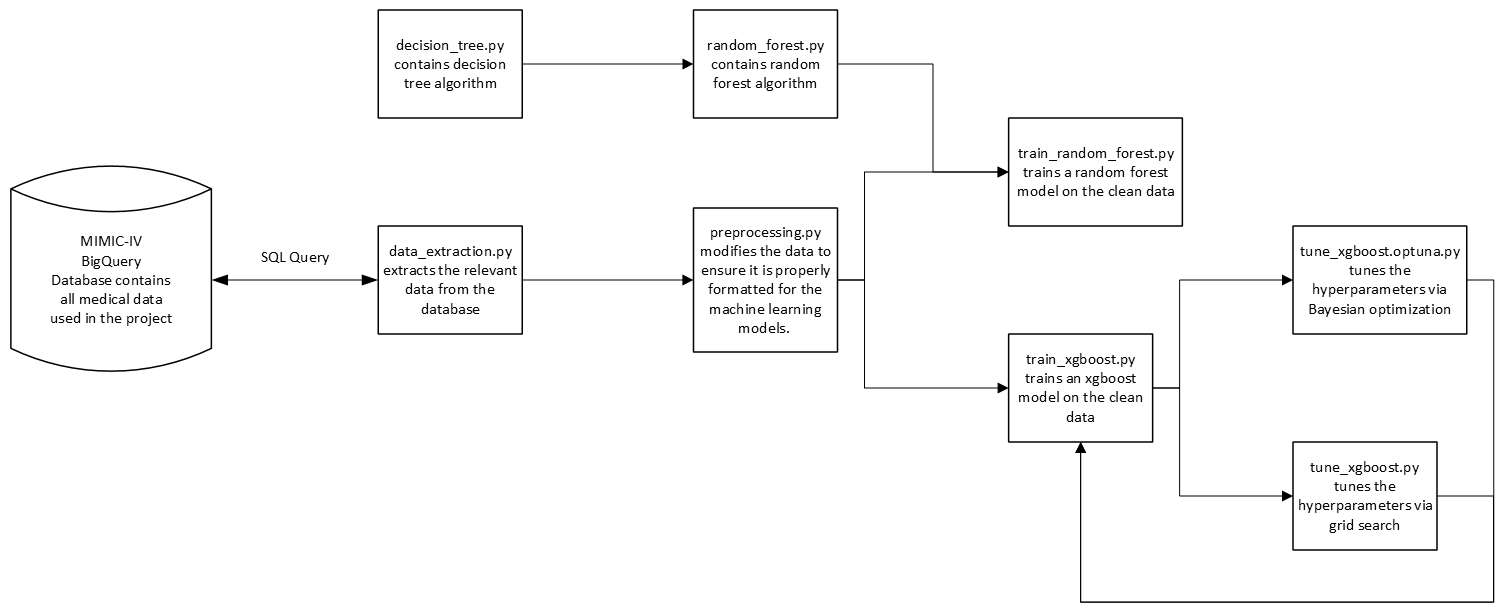 decision_tree.py
contains decision
tree algorithm
random_forest.py
contains random
forest algorithm
train_random_forest.py
trains a random forest
model on the clean data
MIMIC-IV
BigQuery
Database contains
all medical data
used in the project
SQL Query
data_extraction.py
extracts the relevant
data from the
database
preprocessing.py
modifies the data to
ensure it is properly
formatted for the
machine learning
models.
train_xgboost.py
trains an xgboost
model on the clean
data
tune_xgboost.optuna.py
tunes the
hyperparameters via
Bayesian optimization
tune_xgboost.py
tunes the
hyperparameters via
grid search